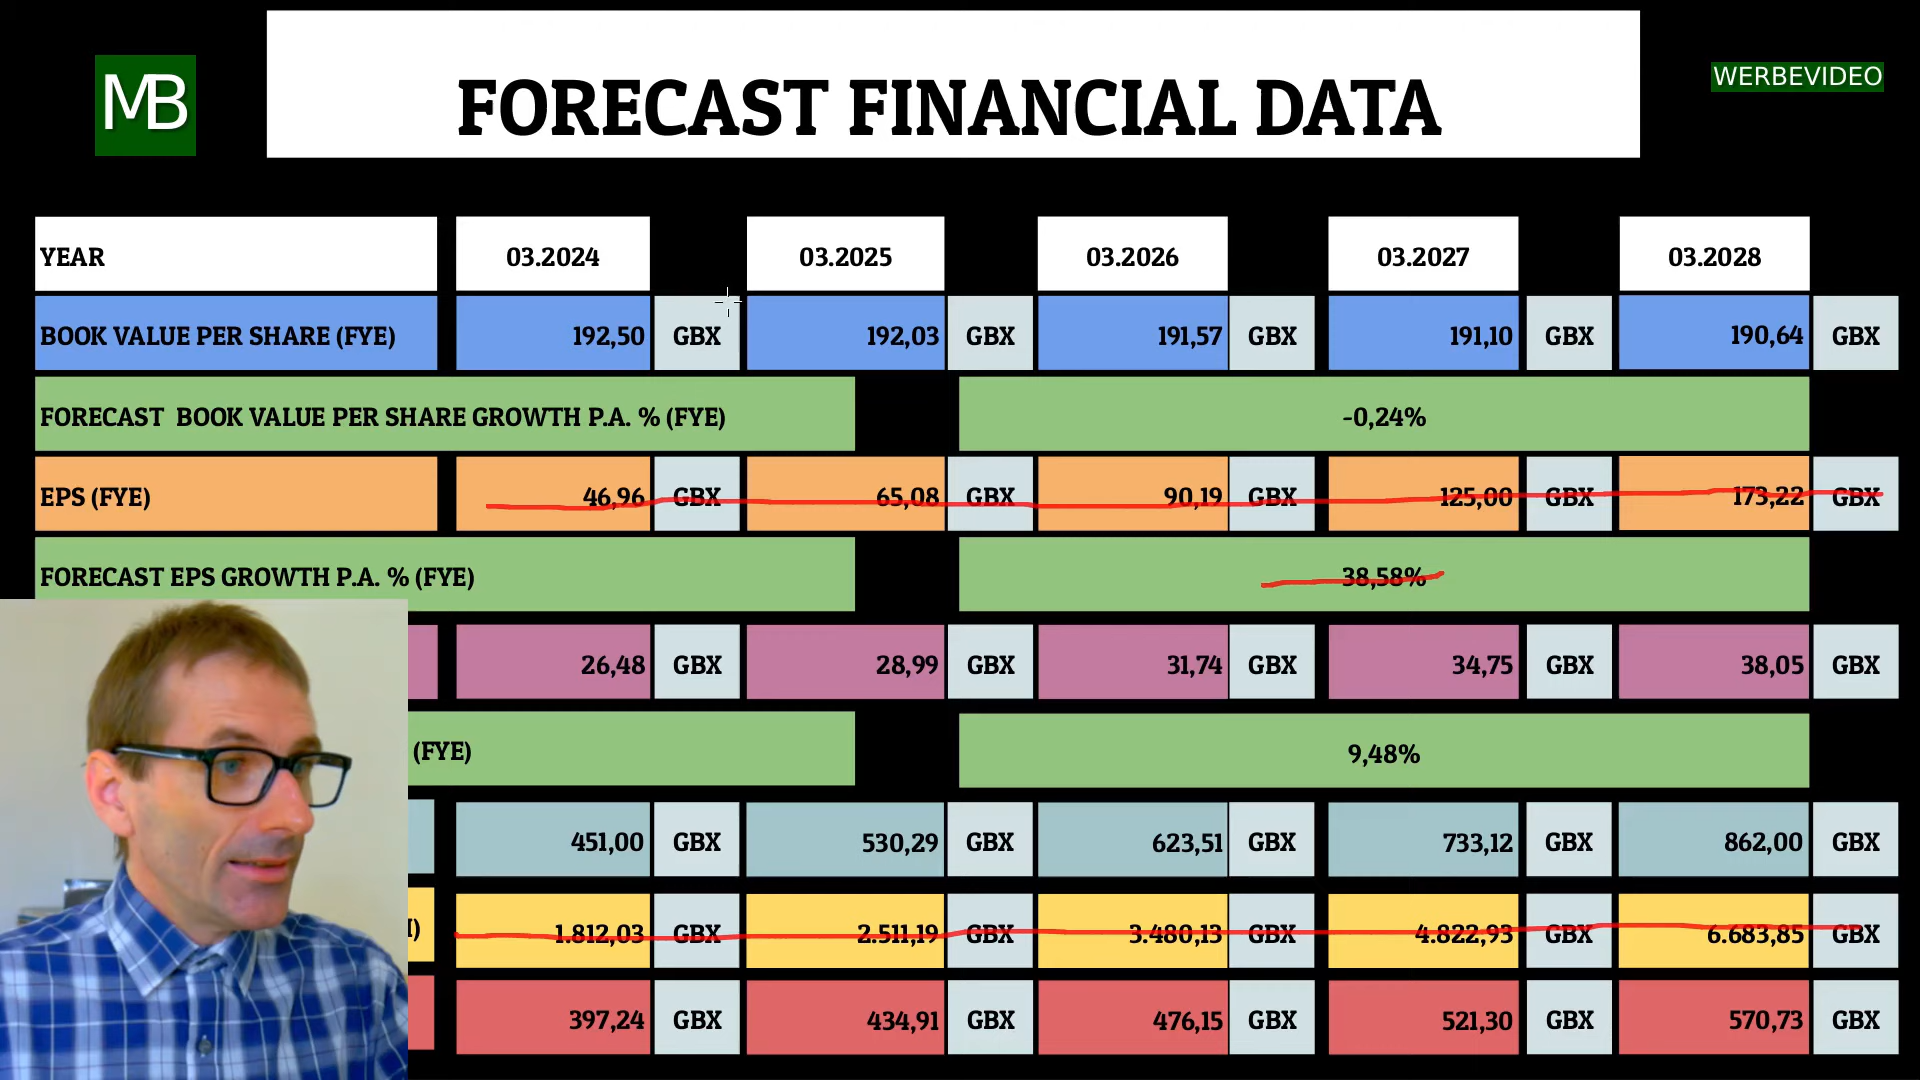 MB
FORECAST FINANCIAL DATA
WERBEVIDEO
YEAR 03.2024 03.2025 03.2026 03.2027 03.2028
BOOK VALUE PER SHARE (FYE) 192,50 GBX 192,03 GBX 191,57 GBX 191,10 GBX 190,64 GBX
FORECAST BOOK VALUE PER SHARE GROWTH P.A. % (FYE) -0,24%
EPS (FYE) 46,96 GBX 65,08 GBX 90,19 GBX 125,00 GBX 173,22 GBX
FORECAST EPS GROWTH P.A. % (FYE) 38,58%
26,48 GBX 28,99 GBX 31,74 GBX 34,75 GBX 38,05 GBX
(FYE) 9,48%
451,00 GBX 530,29 GBX 623,51 GBX 733,12 GBX 862,00 GBX
) 1.812,03 GBX 2.511,19 GBX 3.480,13 GBX 4.822,93 GBX 6.683,85 GBX
397,24 GBX 434,91 GBX 476,15 GBX 521,30 GBX 570,73 GBX